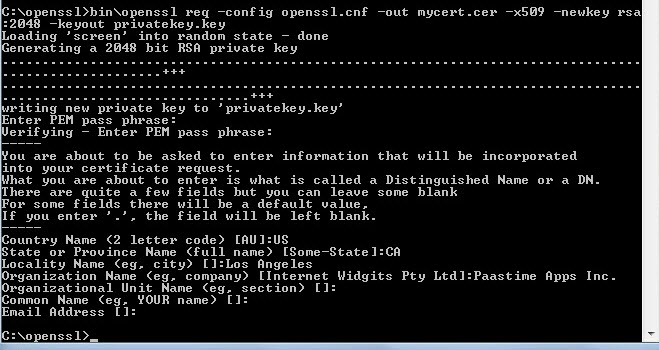 C:\openssl>bin\openssl req -config openssl.cnf -out mycert.cer -x509 -newkey rsa
:2048 -keyout privatekey.key
Loading 'screen' into random state - done
Generating a 2048 bit RSA private key
................................................................................
....................+++
................................................................................
...............................+++
writing new private key to 'privatekey.key'
Enter PEM pass phrase:
Verifying - Enter PEM pass phrase:
-----
You are about to be asked to enter information that will be incorporated
into your certificate request.
What you are about to enter is what is called a Distinguished Name or a DN.
There are quite a few fields but you can leave some blank
For some fields there will be a default value,
If you enter '.', the field will be left blank.
-----
Country Name (2 letter code) [AU]:US
State or Province Name (full name) [Some-State]:CA
Locality Name (eg, city) []:Los Angeles
Organization Name (eg, company) [Internet Widgits Pty Ltd]:Paastime Apps Inc.
Organizational Unit Name (eg, section) []:
Common Name (eg, YOUR name) []:
Email Address []:
C:\openssl>_